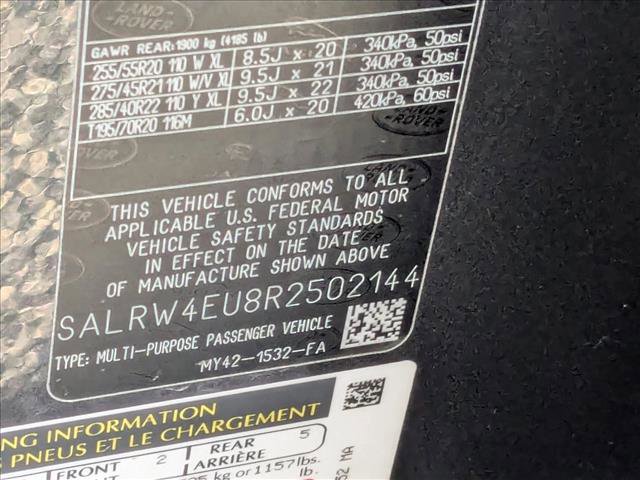 LAND-
ROVER
GAWR REAR:1900 kg (4185 lb)
255/55R20 110 W XL 8.5J x 20 340kPa, 50psi
275/45R21 110 W/V XL 9.5J x 21 340kPa, 50psi
285/40R22 110 Y XL 9.5J x 22 340kPa, 50psi
T195/70R20 116M 6.0J x 20 420kPa, 60psi
LAND-
ROVER
THIS VEHICLE CONFORMS TO ALL
APPLICABLE U.S. FEDERAL MOTOR
VEHICLE SAFETY STANDARDS
IN EFFECT ON THE DATE
OF MANUFACTURE SHOWN ABOVE
SALRW4EU8R2502144
TYPE: MULTI-PURPOSE PASSENGER VEHICLE
MY42-1532-FA
ING INFORMATION
PNEUS ET LE CHARGEMENT
FRONT 2 REAR 5
ARRIÈRE
kg or 1157lbs.
52 MA